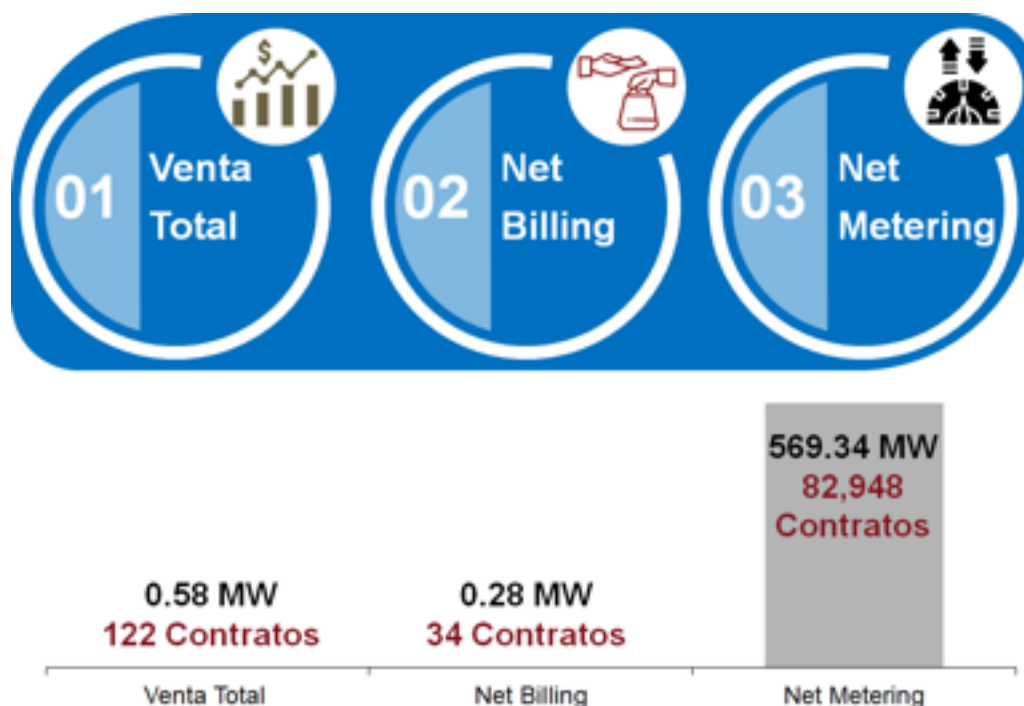 01 Venta
Total
02 Net
Billing
03 Net
Metering
$
569.34 MW
82,948
Contratos
0.58 MW
122 Contratos
0.28 MW
34 Contratos
Venta Total
Net Billing
Net Metering